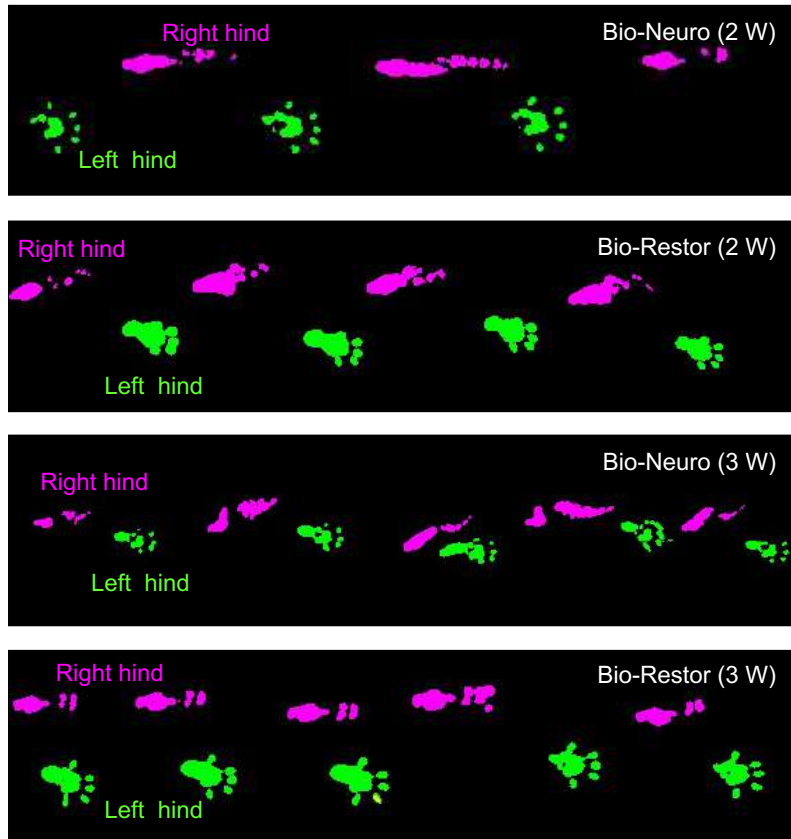 Right hind
Bio-Neuro (2 W)
Left hind
Right hind
Bio-Restor (2 W)
Left hind
Bio-Neuro (3 W)
Right hind
Left hind
Right hind
Bio-Restor (3 W)
Left hind